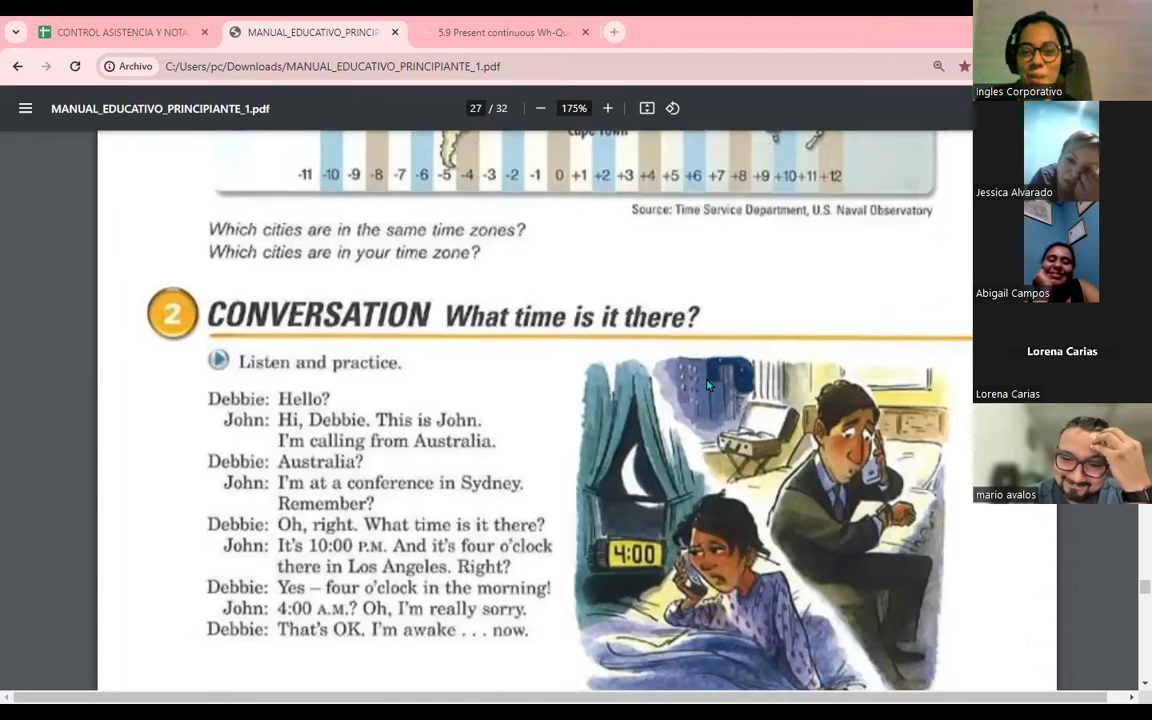 CONTROL ASISTENCIA Y NOTA
MANUAL_EDUCATIVO_PRINCIP
5.9 Present continuous Wh-Que
Archivo
C:/Users/pc/Downloads/MANUAL_EDUCATIVO_PRINCIPIANTE_1.pdf
MANUAL_EDUCATIVO_PRINCIPIANTE_1.pdf
27 / 32
175%
Cape Town
-11 -10 -9 -8 -7 -6 -5 -4 -3 -2 -1 0 +1 +2 +3 +4 +5 +6 +7 +8 +9 +10 +11 +12
Source: Time Service Department, U.S. Naval Observatory
Which cities are in the same time zones?
Which cities are in your time zone?
2 CONVERSATION What time is it there?
Listen and practice.
Debbie: Hello?
John: Hi, Debbie. This is John.
I'm calling from Australia.
Debbie: Australia?
John: I'm at a conference in Sydney.
Remember?
Debbie: Oh, right. What time is it there?
John: It's 10:00 P.M. And it's four o'clock
there in Los Angeles. Right?
Debbie: Yes – four o'clock in the morning!
John: 4:00 A.M.? Oh, I'm really sorry.
Debbie: That's OK. I'm awake . . . now.
4:00
Ingles Corporativo
Jessica Alvarado
Abigail Campos
Lorena Carias
Lorena Carias
mario avalos